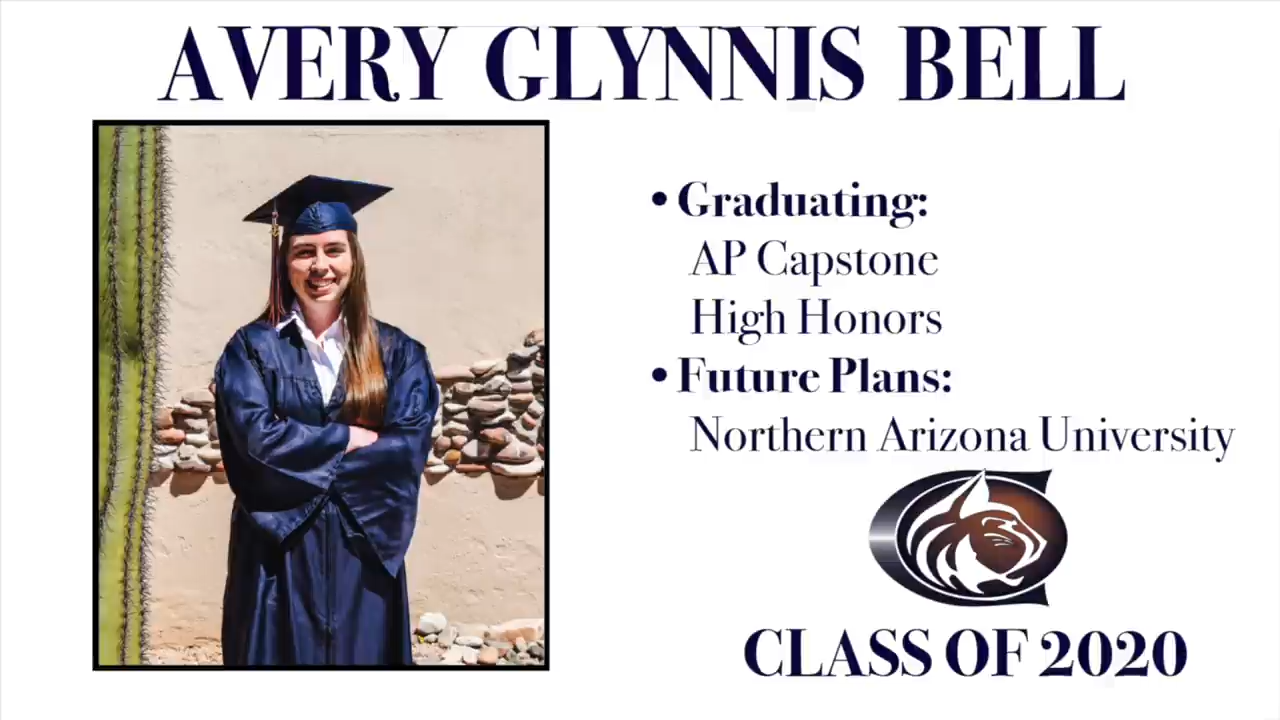 AVERY GLYNNIS BELL
• Graduating:
AP Capstone
High Honors
• Future Plans:
Northern Arizona University
CLASS OF 2020